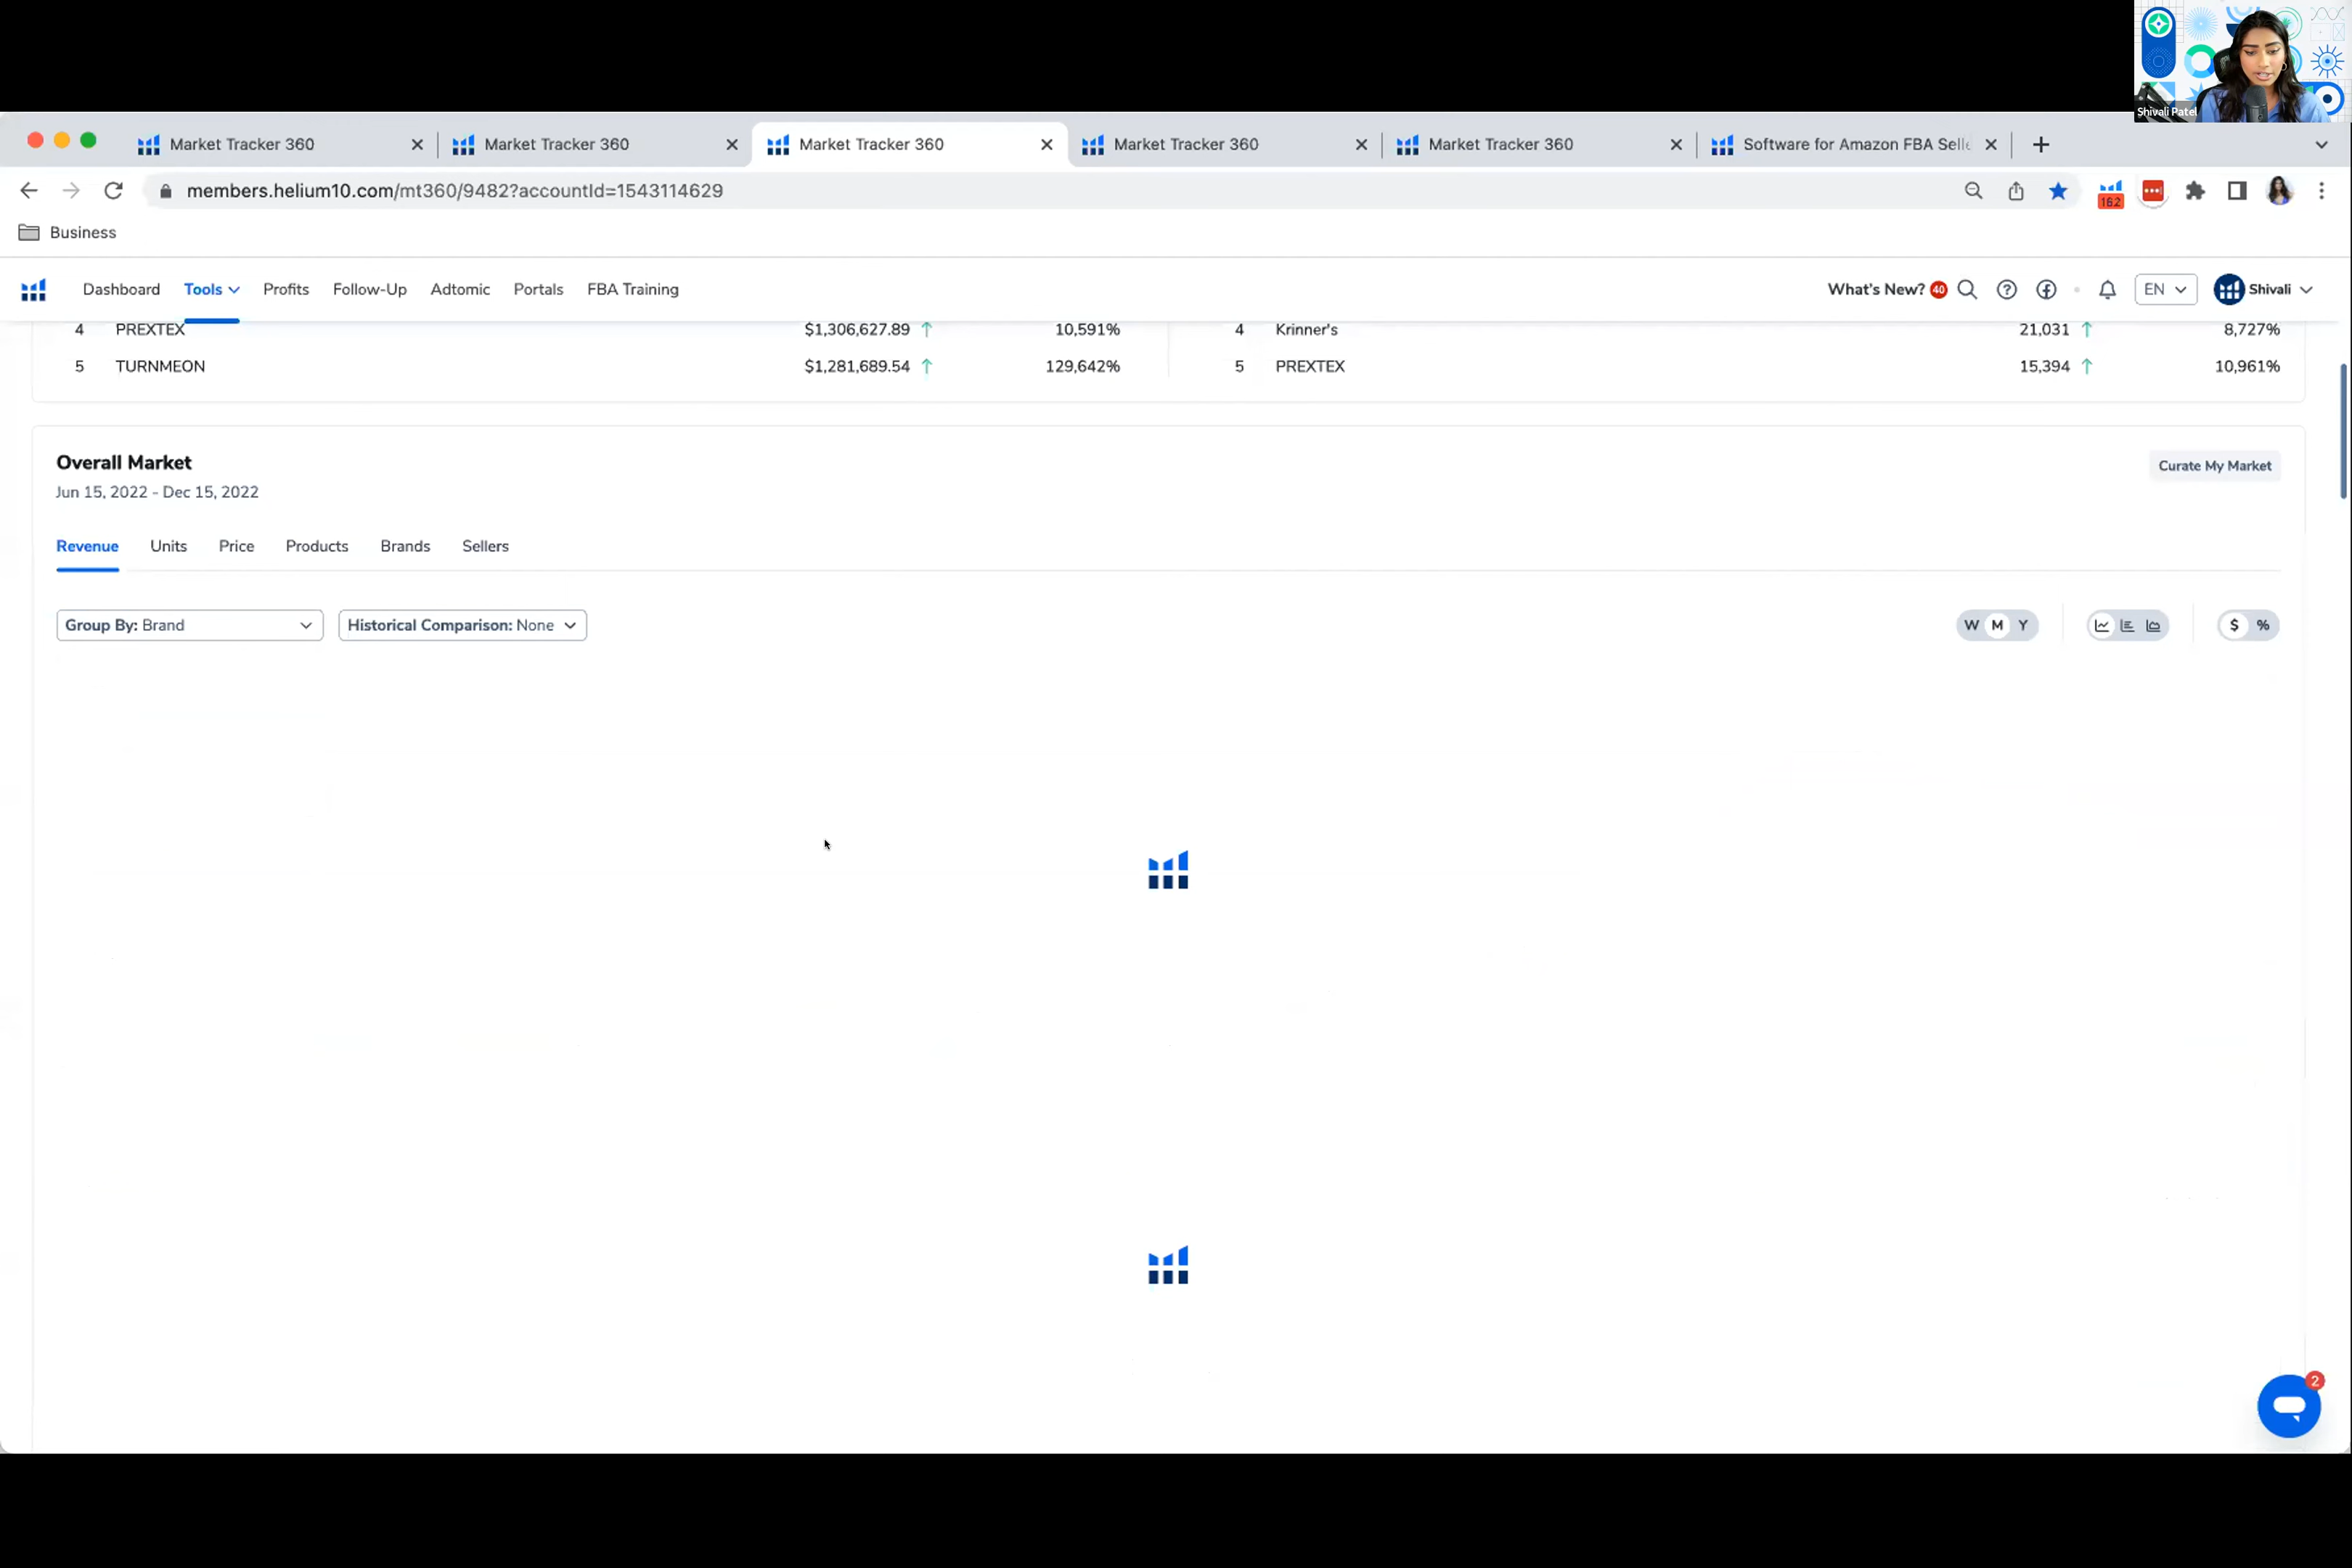 Shivali Patel
Market Tracker 360
Market Tracker 360
Market Tracker 360
Market Tracker 360
Market Tracker 360
Software for Amazon FBA Selle
members.helium10.com/mt360/9482?accountId=1543114629
162
Business
Dashboard Tools Profits Follow-Up Adtomic Portals FBA Training What's New? 40 EN Shivali
4 PREXTEX $1,306,627.89 ↑ 10,591% 4 Krinner's 21,031 ↑ 8,727%
5 TURNMEON $1,281,689.54 ↑ 129,642% 5 PREXTEX 15,394 ↑ 10,961%
Overall Market
Curate My Market
Jun 15, 2022 - Dec 15, 2022
Revenue Units Price Products Brands Sellers
Group By: Brand Historical Comparison: None W M Y $ %
2